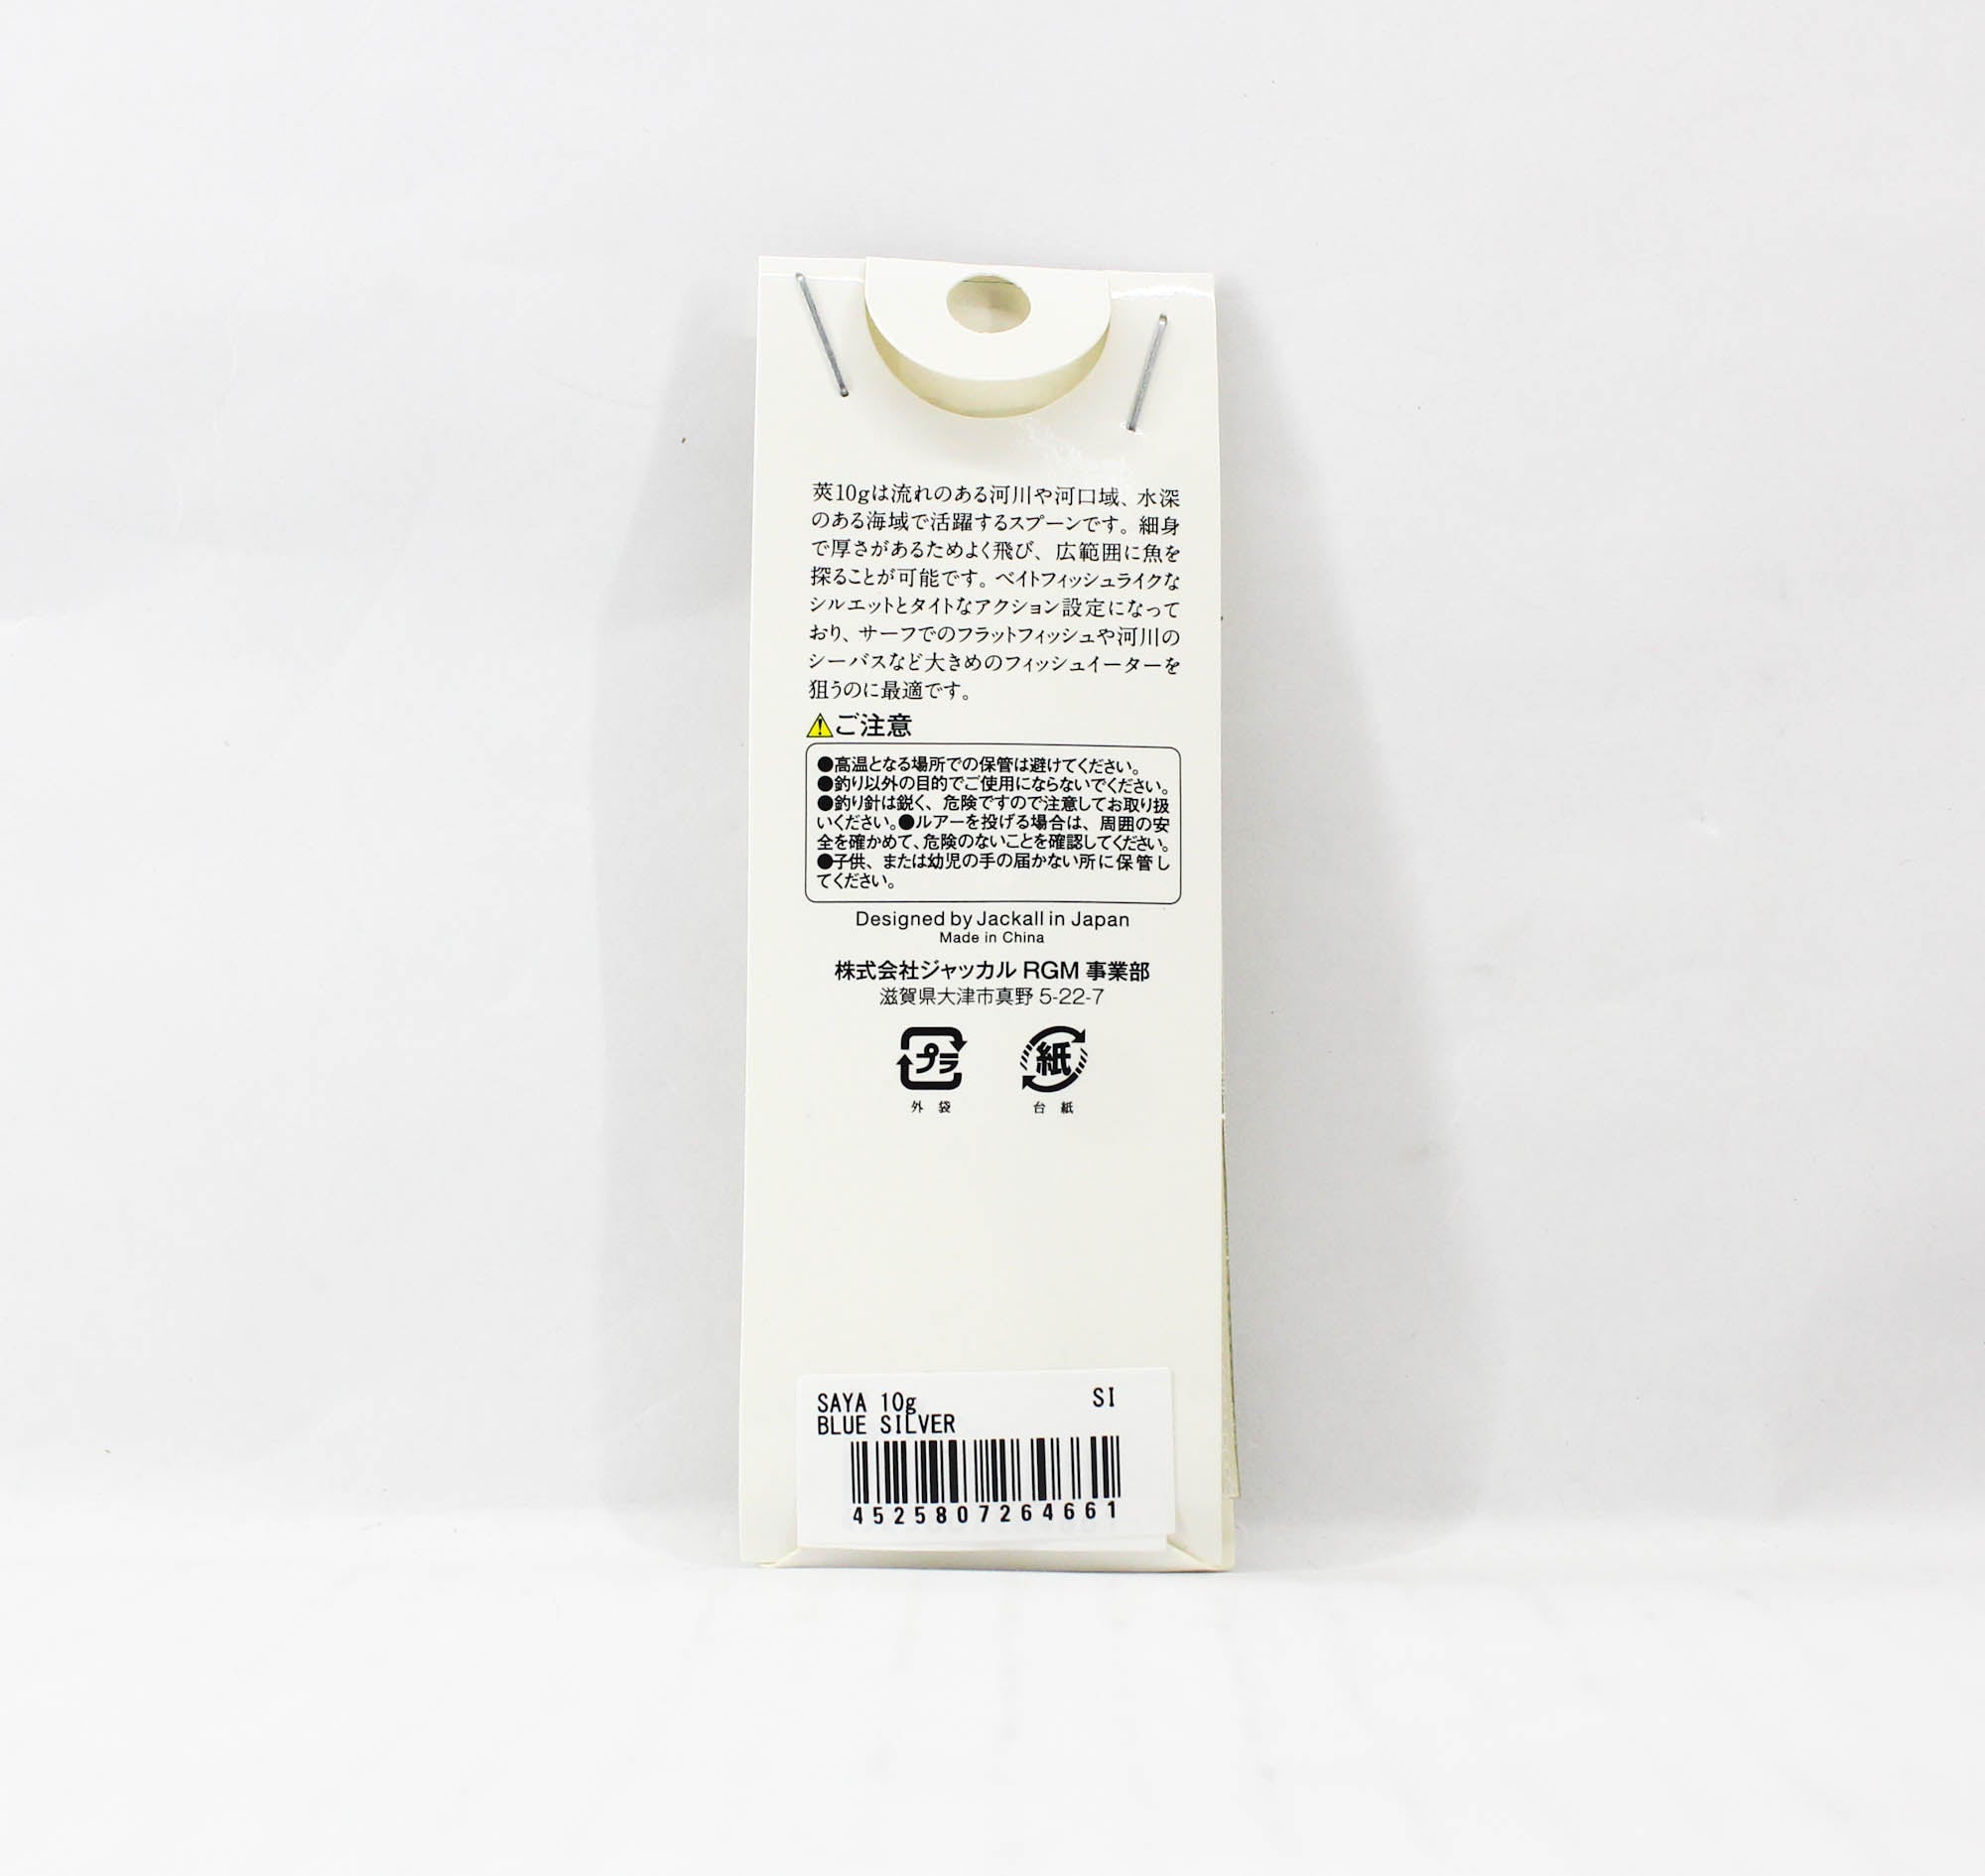 莢10gは流れのある河川や河口域、水深
のある海域で活躍するスプーンです。細身
で厚さがあるためよく飛び、広範囲に魚を
探ることが可能です。ベイトフィッシュライクな
シルエットとタイトなアクション設定になって
おり、サーフでのフラットフィッシュや河川の
シーバスなど大きめのフィッシュイーターを
狙うのに最適です。
ご注意
●高温となる場所での保管は避けてください。
●釣り以外の目的でご使用にならないでください。
●釣り針は鋭く、危険ですので注意してお取り扱
いください。●ルアーを投げる場合は、周囲の安
全を確かめて、危険のないことを確認してください。
●子供、または幼児の手の届かない所に保管し
てください。
Designed by Jackall in Japan
Made in China
株式会社ジャッカル RGM 事業部
滋賀県大津市真野 5-22-7
プラ 紙
外袋 台紙
SAYA 10g SI
BLUE SILVER
4525807264661